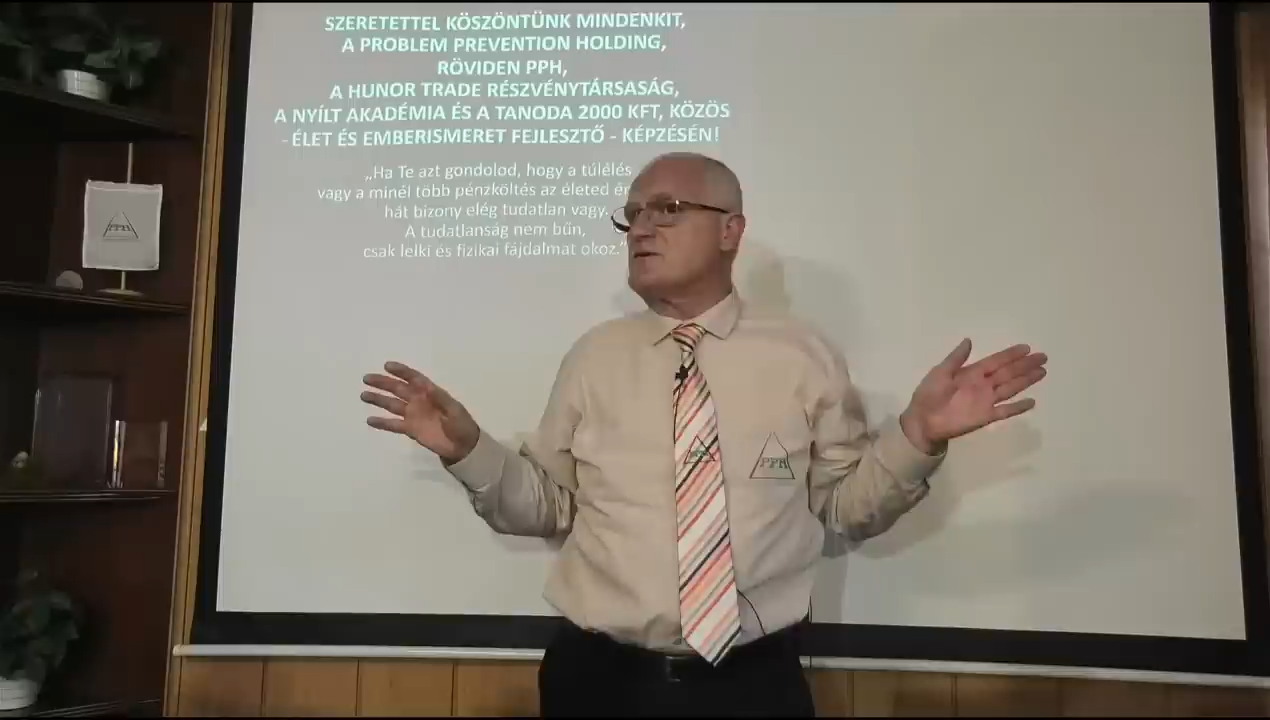 SZERETETTEL KÖSZÖNTÜNK MINDENKIT,
A PROBLEM PREVENTION HOLDING,
RÖVIDEN PPH,
A HUNOR TRADE RÉSZVÉNYTÁRSASÁG,
A NYÍLT AKADÉMIA ÉS A TANODA 2000 KFT, KÖZÖS
- ÉLET ÉS EMBERISMERET FEJLESZTŐ - KÉPZÉSÉN!
„Ha Te azt gondolod, hogy a túlélés
vagy a minél több pénzköltés az életed
hát bizony elég tudatlan vagy.
A tudatlanság nem bűn,
csak lelki és fizikai fájdalmat okoz.”
PPH
PPH
PPH